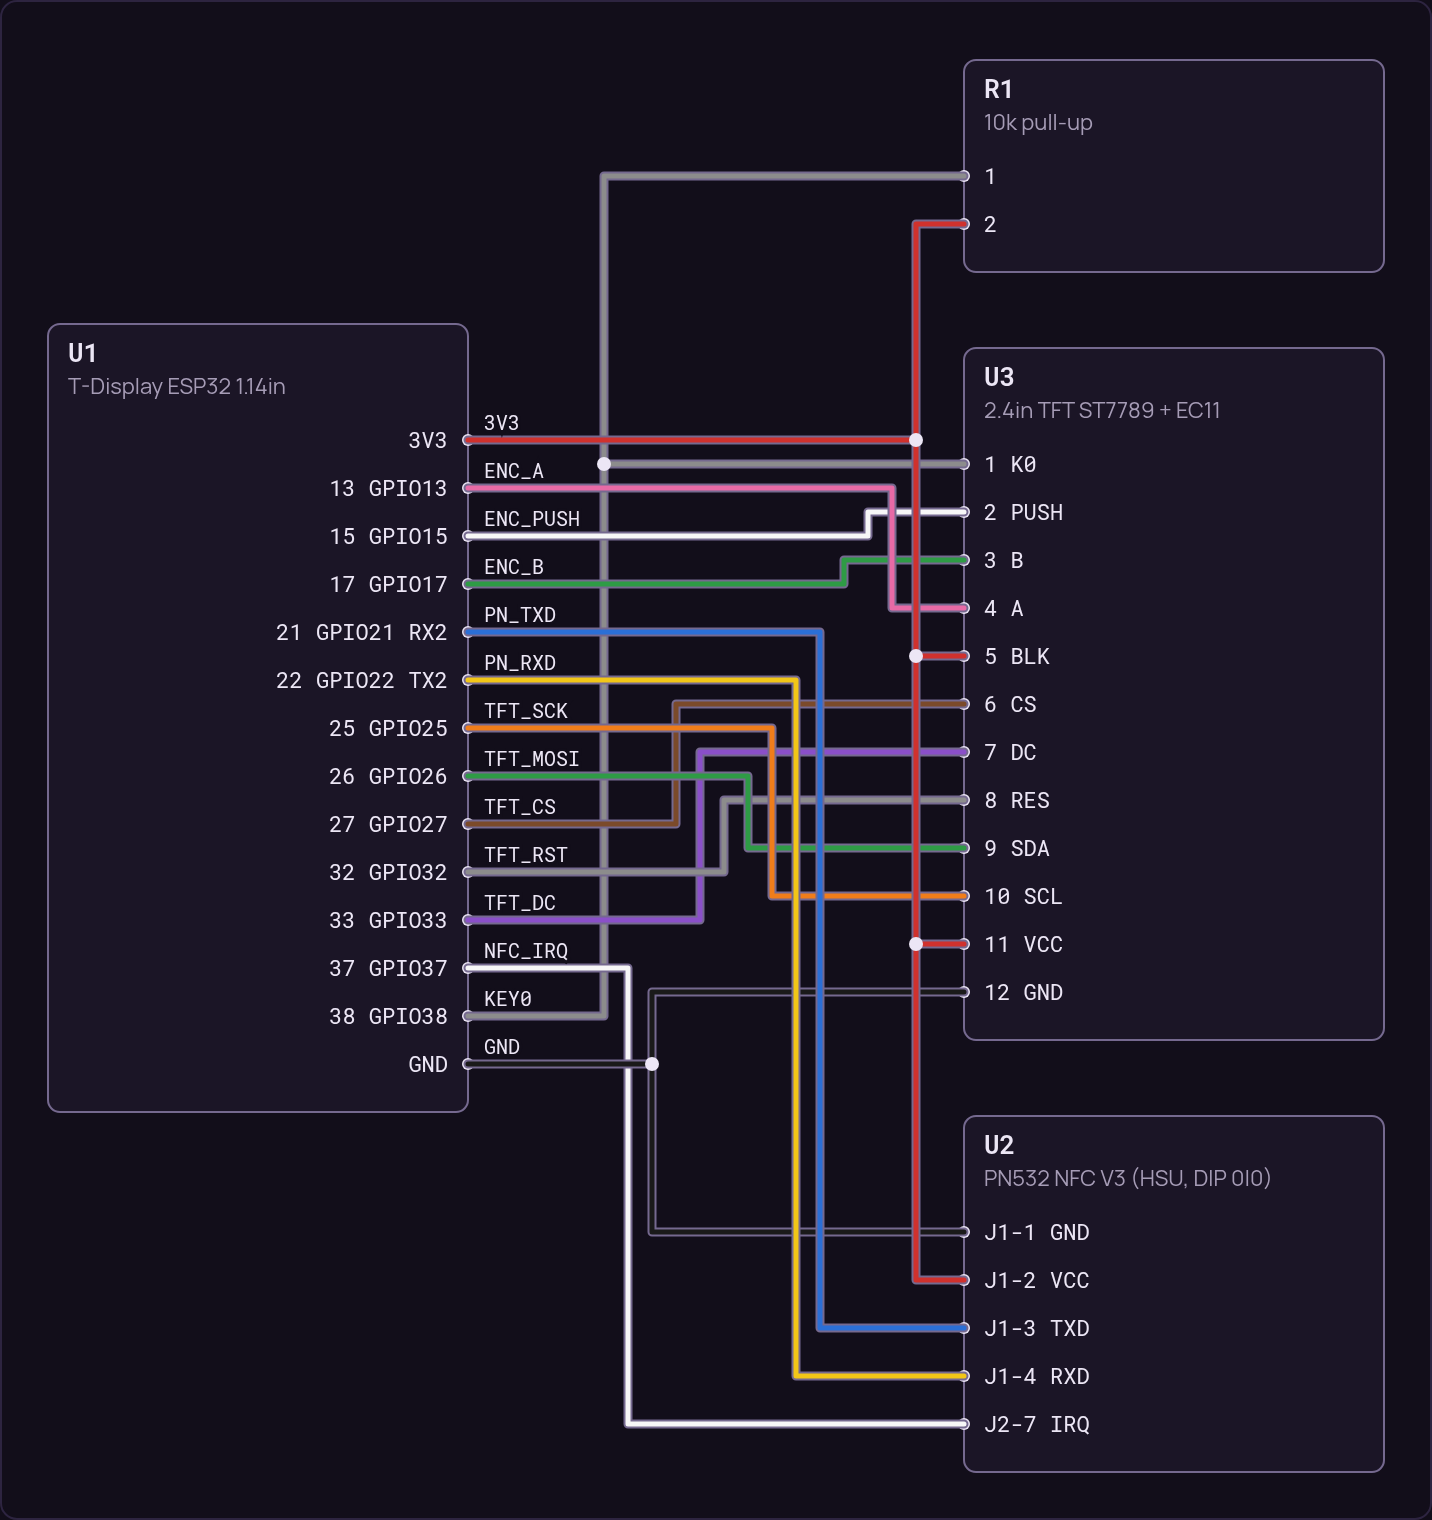 R1
10k pull-up
1
2
U1
T-Display ESP32 1.14in
3V3
13 GPIO13
15 GPIO15
17 GPIO17
21 GPIO21 RX2
22 GPIO22 TX2
25 GPIO25
26 GPIO26
27 GPIO27
32 GPIO32
33 GPIO33
37 GPIO37
38 GPIO38
GND
3V3
ENC_A
ENC_PUSH
ENC_B
PN_TXD
PN_RXD
TFT_SCK
TFT_MOSI
TFT_CS
TFT_RST
TFT_DC
NFC_IRQ
KEY0
GND
U3
2.4in TFT ST7789 + EC11
1 K0
2 PUSH
3 B
4 A
5 BLK
6 CS
7 DC
8 RES
9 SDA
10 SCL
11 VCC
12 GND
U2
PN532 NFC V3 (HSU, DIP 0|0)
J1-1 GND
J1-2 VCC
J1-3 TXD
J1-4 RXD
J2-7 IRQ